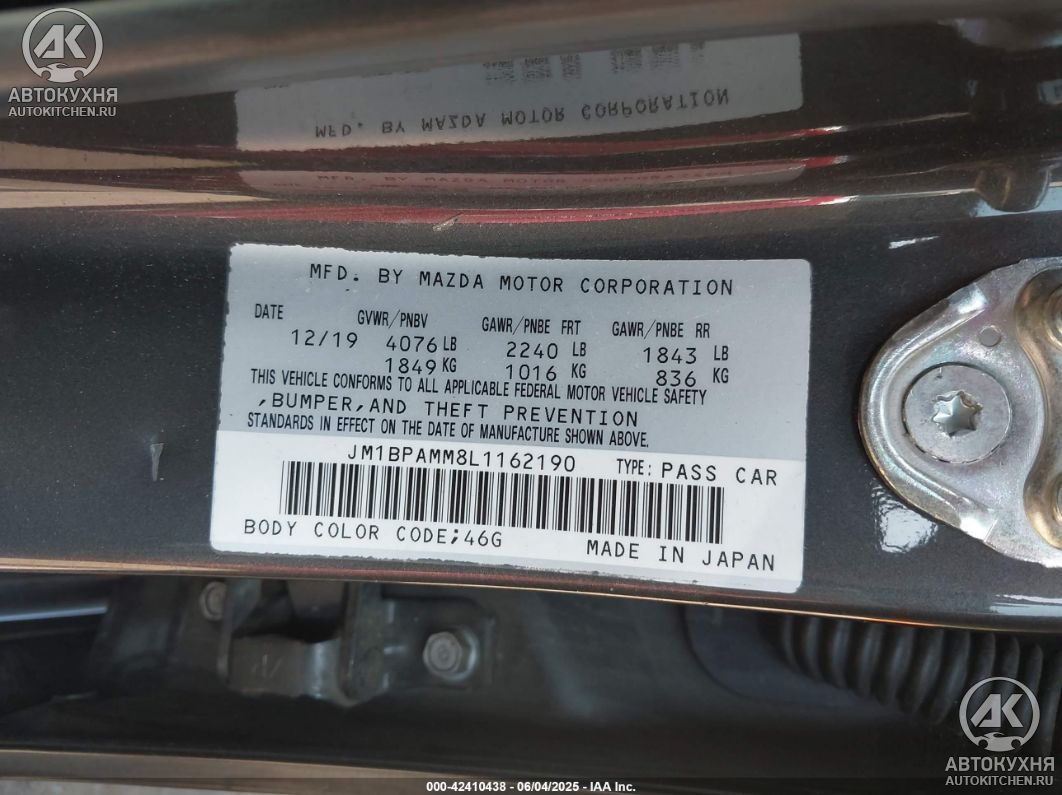 АВТОКУХНЯ
AUTOKITCHEN.RU
MFD. BY MAZDA MOTOR CORPORATION
MFD. BY MAZDA MOTOR
MFD. BY MAZDA MOTOR CORPORATION
DATE GVWR/PNBV GAWR/PNBE FRT GAWR/PNBE RR
12/19 4076 LB 2240 LB 1843 LB
1849 KG 1016 KG 836 KG
THIS VEHICLE CONFORMS TO ALL APPLICABLE FEDERAL MOTOR VEHICLE SAFETY
,BUMPER,AND THEFT PREVENTION
STANDARDS IN EFFECT ON THE DATE OF MANUFACTURE SHOWN ABOVE.
JM1BPAMM8L1162190 TYPE: PASS CAR
BODY COLOR CODE;46G MADE IN JAPAN
АВТОКУХНЯ
AUTOKITCHEN.RU
000-42410438 - 06/04/2025 - IAA Inc.